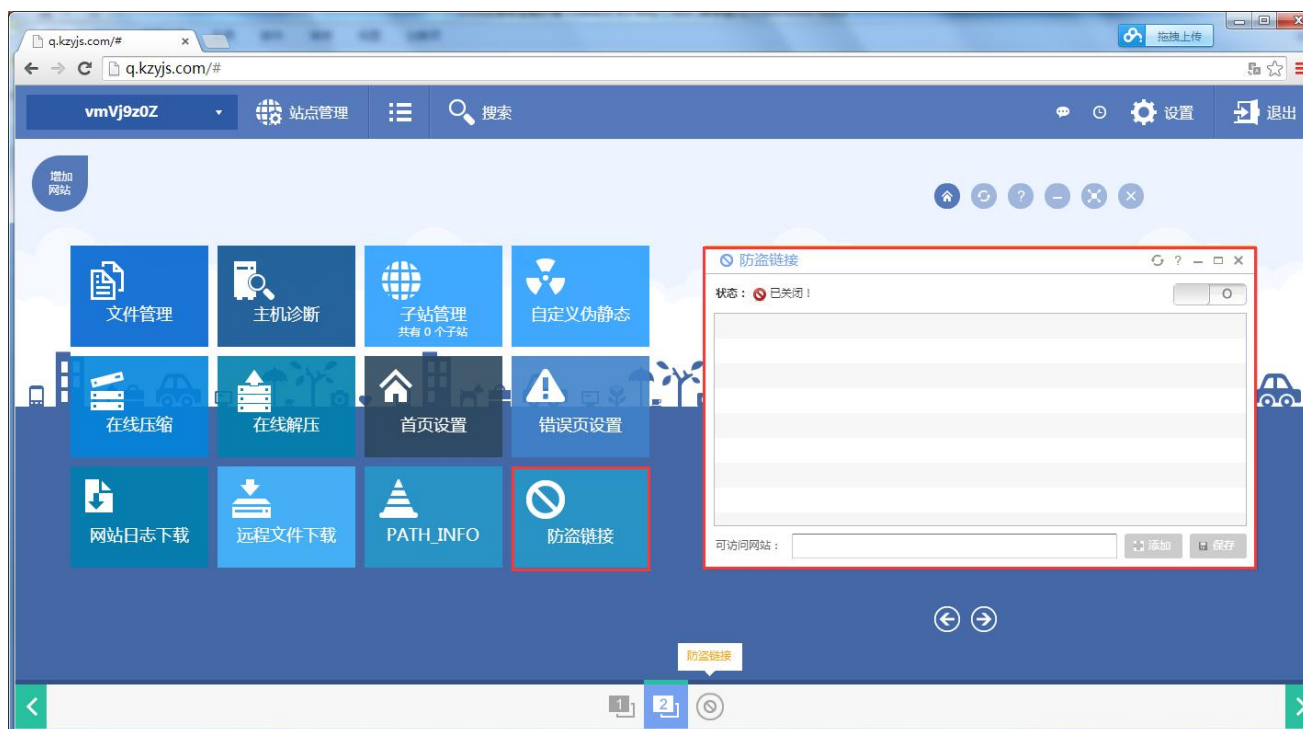 q.kzyjs.com/#
拖拽上传
q.kzyjs.com/#
vmVj9z0Z
站点管理
搜索
设置
退出
增加
网站
文件管理
主机诊断
子站管理
共有 0 个子站
自定义伪静态
在线压缩
在线解压
首页设置
错误页设置
网站日志下载
远程文件下载
PATH_INFO
防盗链接
防盗链接
状态： 已关闭！
可访问网站：
添加
保存
防盗链接
1
2